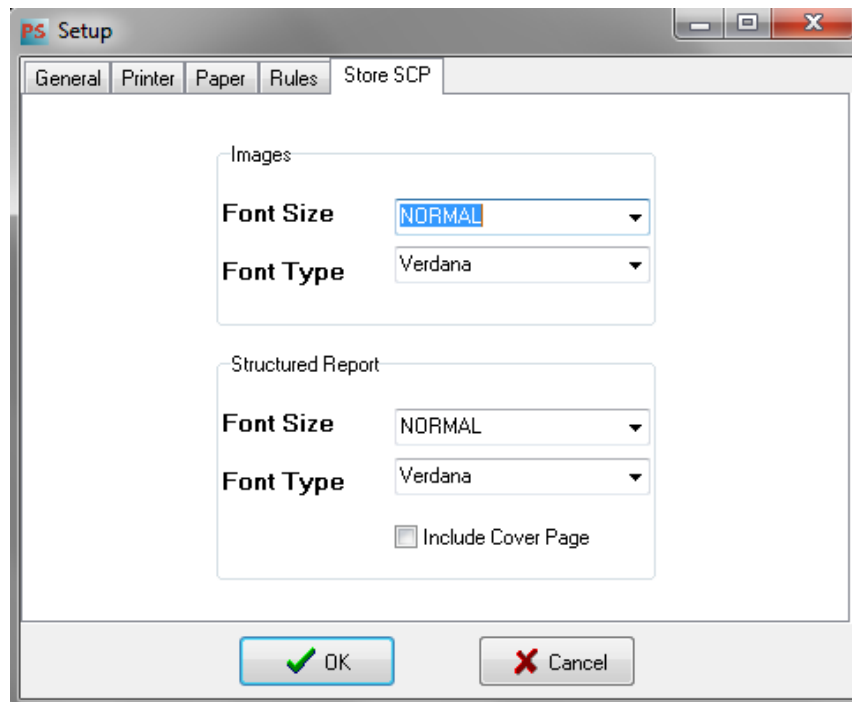 PS Setup
General Printer Paper Rules Store SCP
Images
Font Size NORMAL
Font Type Verdana
Structured Report
Font Size NORMAL
Font Type Verdana
Include Cover Page
OK Cancel